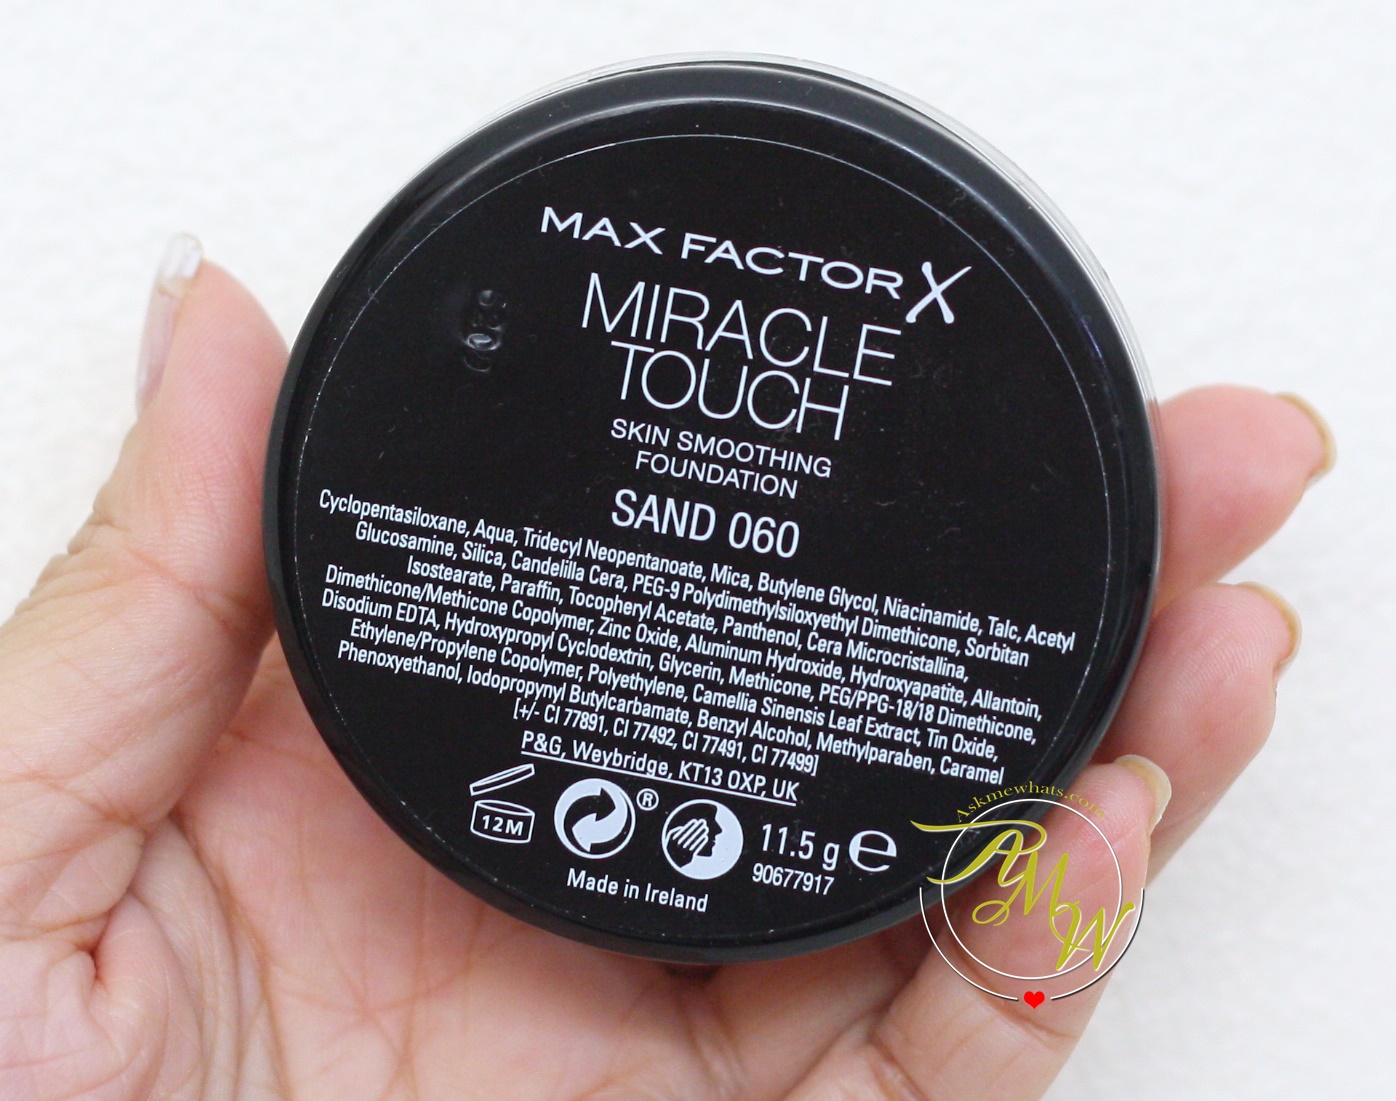 MAX FACTOR X
MIRACLE
TOUCH
SKIN SMOOTHING
FOUNDATION
SAND 060
Cyclopentasiloxane, Aqua, Tridecyl Neopentanoate, Mica, Butylene Glycol, Niacinamide, Talc, Acetyl
Glucosamine, Silica, Candelilla Cera, PEG-9 Polydimethylsiloxyethyl Dimethicone, Sorbitan
Isostearate, Paraffin, Tocopheryl Acetate, Panthenol, Cera Microcristallina,
Dimethicone/Methicone Copolymer, Zinc Oxide, Aluminum Hydroxide, Hydroxyapatite, Allantoin,
Disodium EDTA, Hydroxypropyl Cyclodextrin, Glycerin, Methicone, PEG/PPG-18/18 Dimethicone,
Ethylene/Propylene Copolymer, Polyethylene, Camellia Sinensis Leaf Extract, Tin Oxide,
Phenoxyethanol, Iodopropynyl Butylcarbamate, Benzyl Alcohol, Methylparaben, Caramel
[+/- CI 77891, CI 77492, CI 77491, CI 77499]
P&G, Weybridge, KT13 0XP, UK
12M
®
11.5 g e
90677917
Made in Ireland
Askmewhats.com
AMW